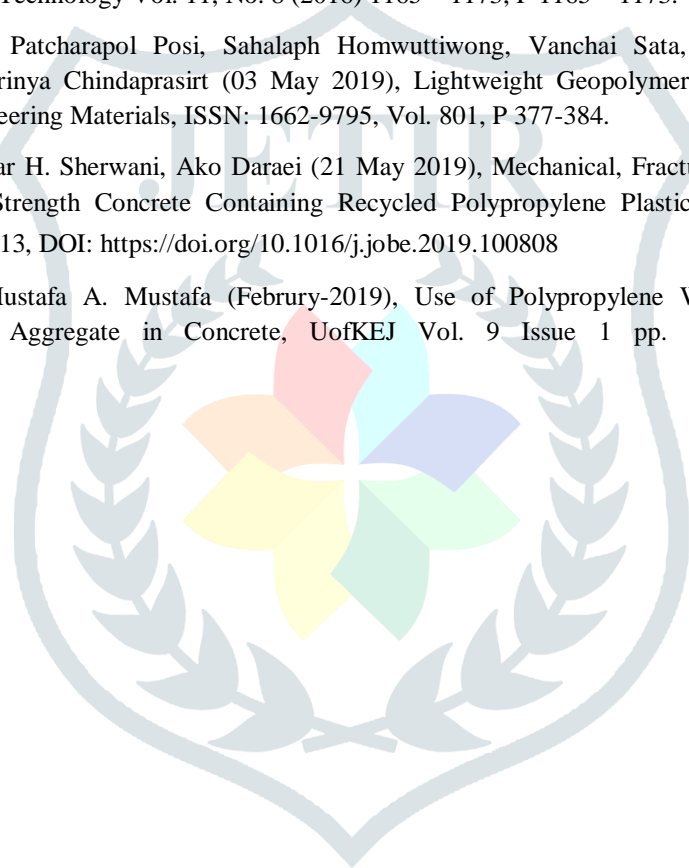 Technology Vol. 11, No. 8 (2016) 1165 – 1173, P 1165 – 1173.
Patcharapol Posi, Sahalaph Homwuttiwong, Vanchai Sata,
rinya Chindaprasirt (03 May 2019), Lightweight Geopolymer
eering Materials, ISSN: 1662-9795, Vol. 801, P 377-384.
ar H. Sherwani, Ako Daraei (21 May 2019), Mechanical, Fractu
Strength Concrete Containing Recycled Polypropylene Plastic
13, DOI: https://doi.org/10.1016/j.jobe.2019.100808
Mustafa A. Mustafa (Februry-2019), Use of Polypropylene W
Aggregate in Concrete, UofKEJ Vol. 9 Issue 1 pp.
JETIR